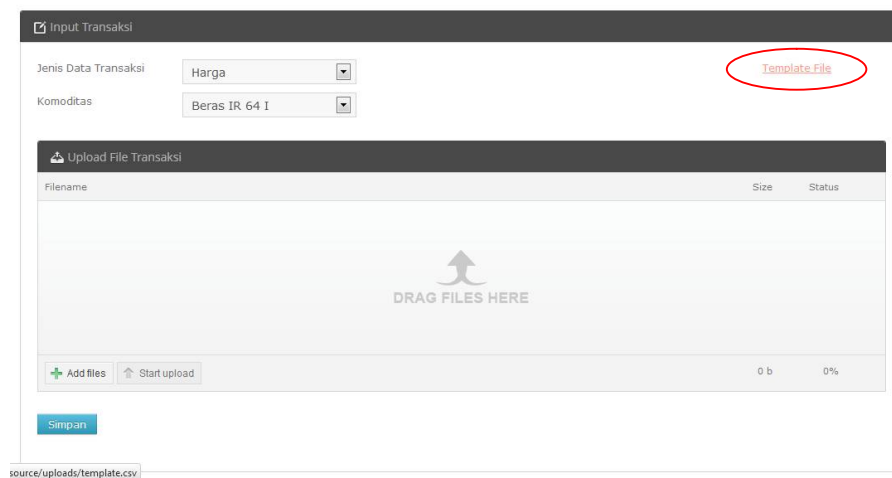 Input Transaksi
Jenis Data Transaksi Harga Template File
Komoditas Beras IR 64 I
Upload File Transaksi
Filename Size Status
DRAG FILES HERE
Add files Start upload 0 b 0%
Simpan
source/uploads/template.csv